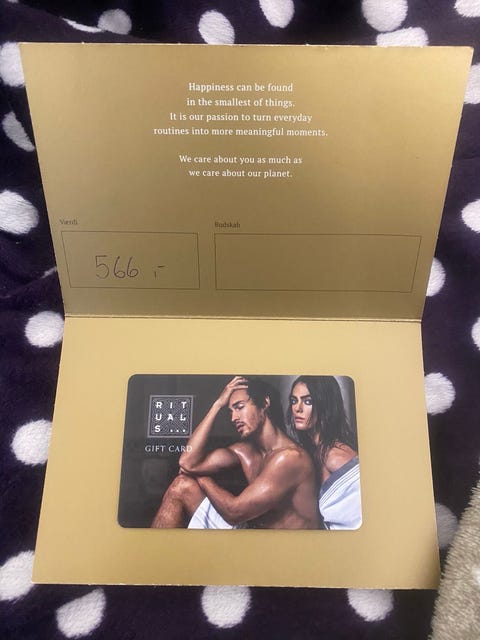 Happiness can be found
in the smallest of things.
It is our passion to turn everyday
routines into more meaningful moments.
We care about you as much as
we care about our planet.
Værdi
Budskab
566 ,-
RIT
UAL
S...
GIFT CARD